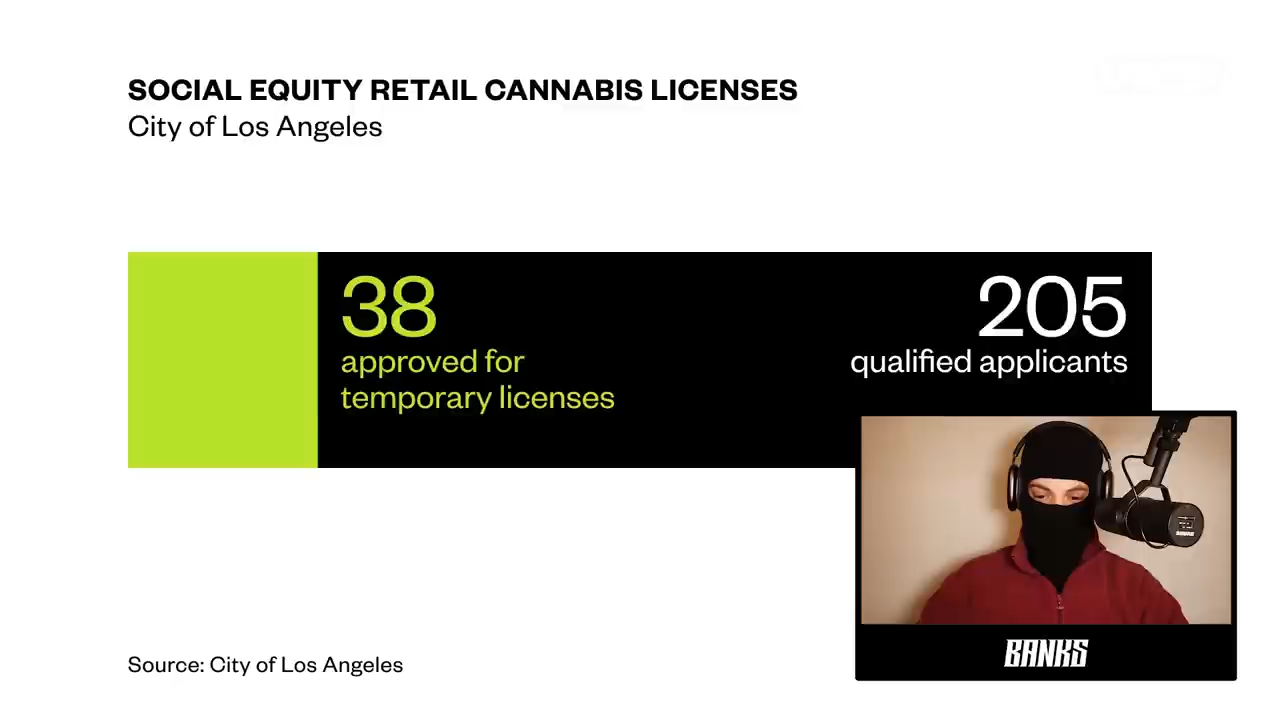 SOCIAL EQUITY RETAIL CANNABIS LICENSES
City of Los Angeles
38
approved for
temporary licenses
205
qualified applicants
BANKS
Source: City of Los Angeles